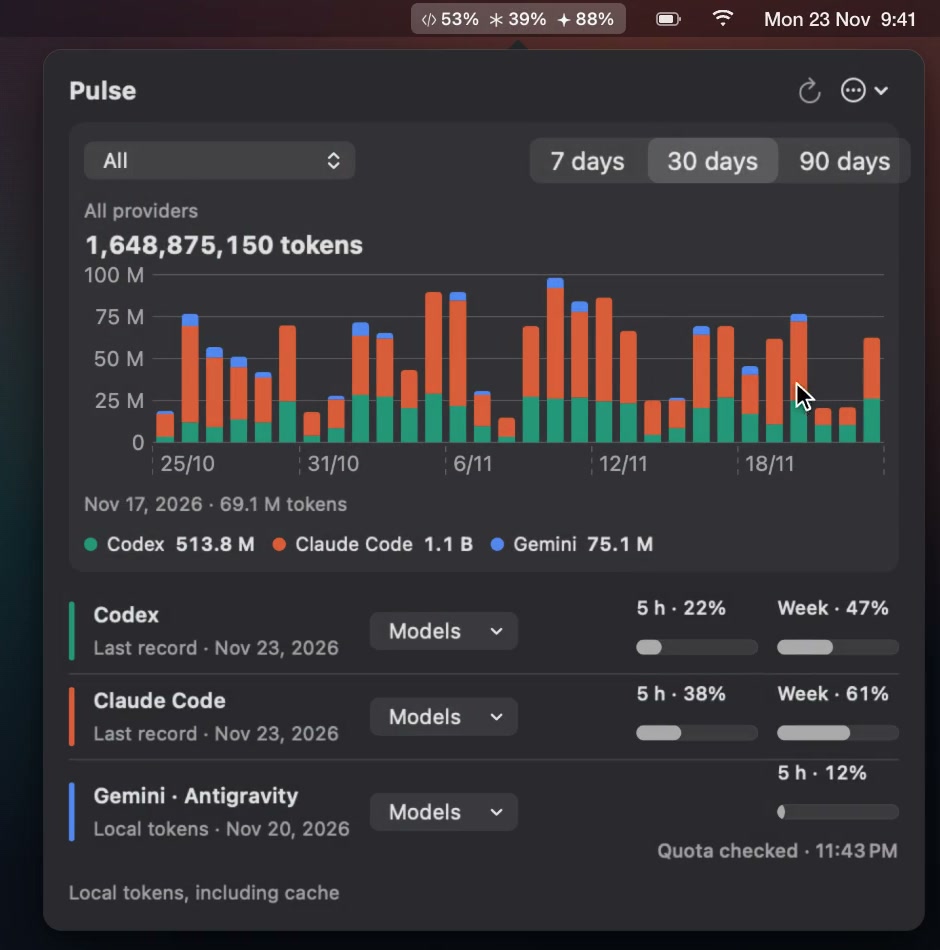 53% 39% 88% Mon 23 Nov 9:41
Pulse
All 7 days 30 days 90 days
All providers
1,648,875,150 tokens
100 M
75 M
50 M
25 M
0
25/10 31/10 6/11 12/11 18/11
Nov 17, 2026 · 69.1 M tokens
Codex 513.8 M Claude Code 1.1 B Gemini 75.1 M
Codex
Last record · Nov 23, 2026
Models
5 h · 22% Week · 47%
Claude Code
Last record · Nov 23, 2026
Models
5 h · 38% Week · 61%
Gemini · Antigravity
Local tokens · Nov 20, 2026
Models
5 h · 12%
Quota checked · 11:43 PM
Local tokens, including cache